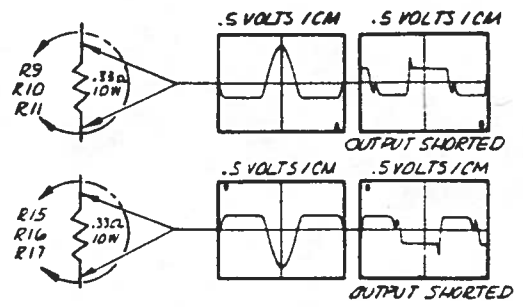 .5 VOLTS/CM .5 VOLTS/CM
R9
R10
R11
.33Ω
10W
OUTPUT SHORTED
.5 VOLTS/CM .5 VOLTS/CM
R15
R16
R17
.33Ω
10W
OUTPUT SHORTED